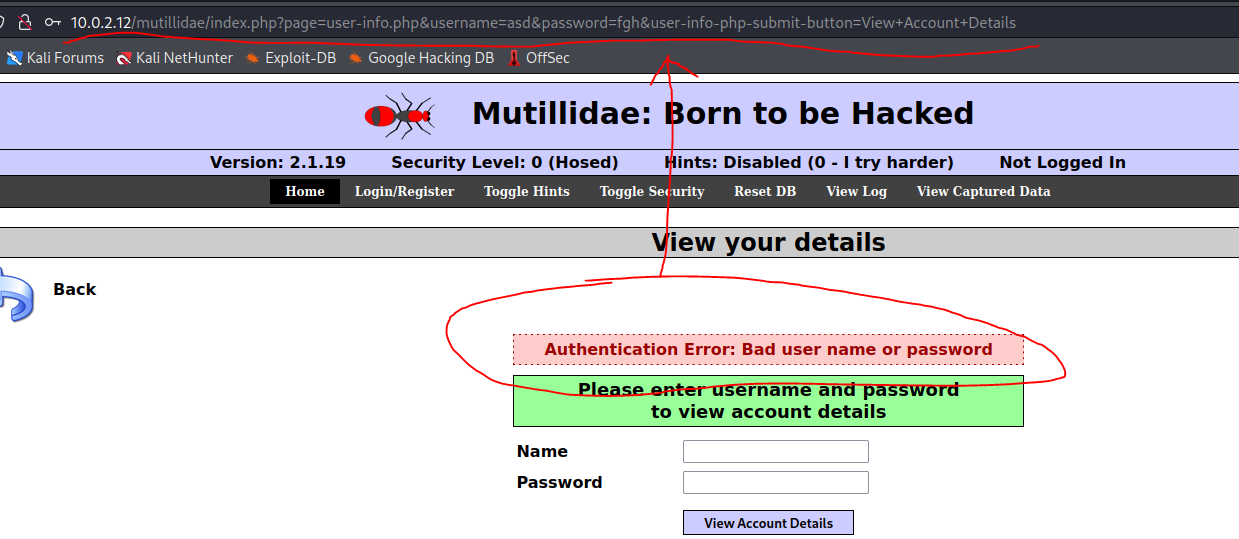 10.0.2.12/mutillidae/index.php?page=user-info.php&username=asd&password=fgh&user-info-php-submit-button=View+Account+Details
Kali Forums Kali NetHunter Exploit-DB Google Hacking DB OffSec
Mutillidae: Born to be Hacked
Version: 2.1.19 Security Level: 0 (Hosed) Hints: Disabled (0 - I try harder) Not Logged In
Home Login/Register Toggle Hints Toggle Security Reset DB View Log View Captured Data
View your details
Back
Authentication Error: Bad user name or password
Please enter username and password
to view account details
Name
Password
View Account Details